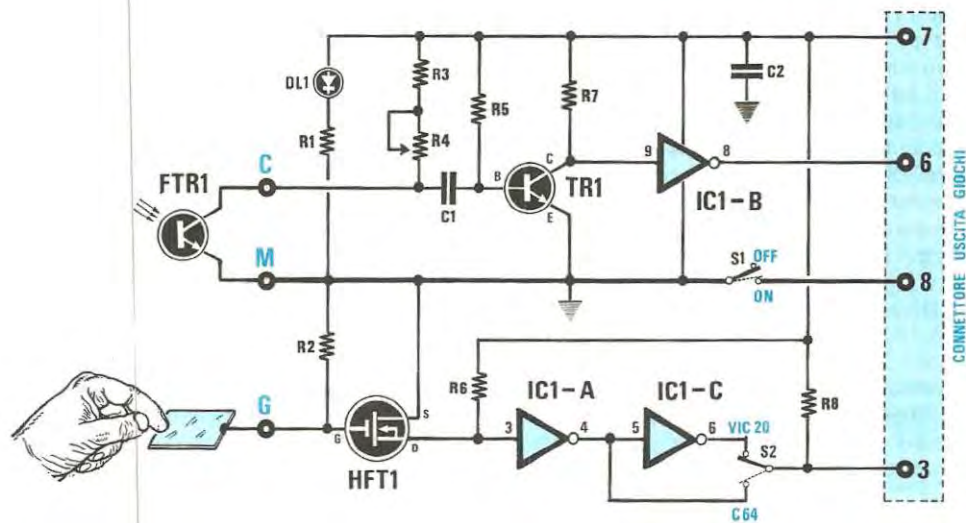 7
C2
R3
DL1
R7
R5
R4
R1
C
C
9
8
6
FTR1
B
TR1
C1
E
IC1-B
M
S1
OFF
8
ON
R2
R6
IC1-A
IC1-C
R8
G
S
3
4
5
6
VIC 20
G
D
S2
3
HFT1
C64
CONNETTORE USCITA GIOCHI